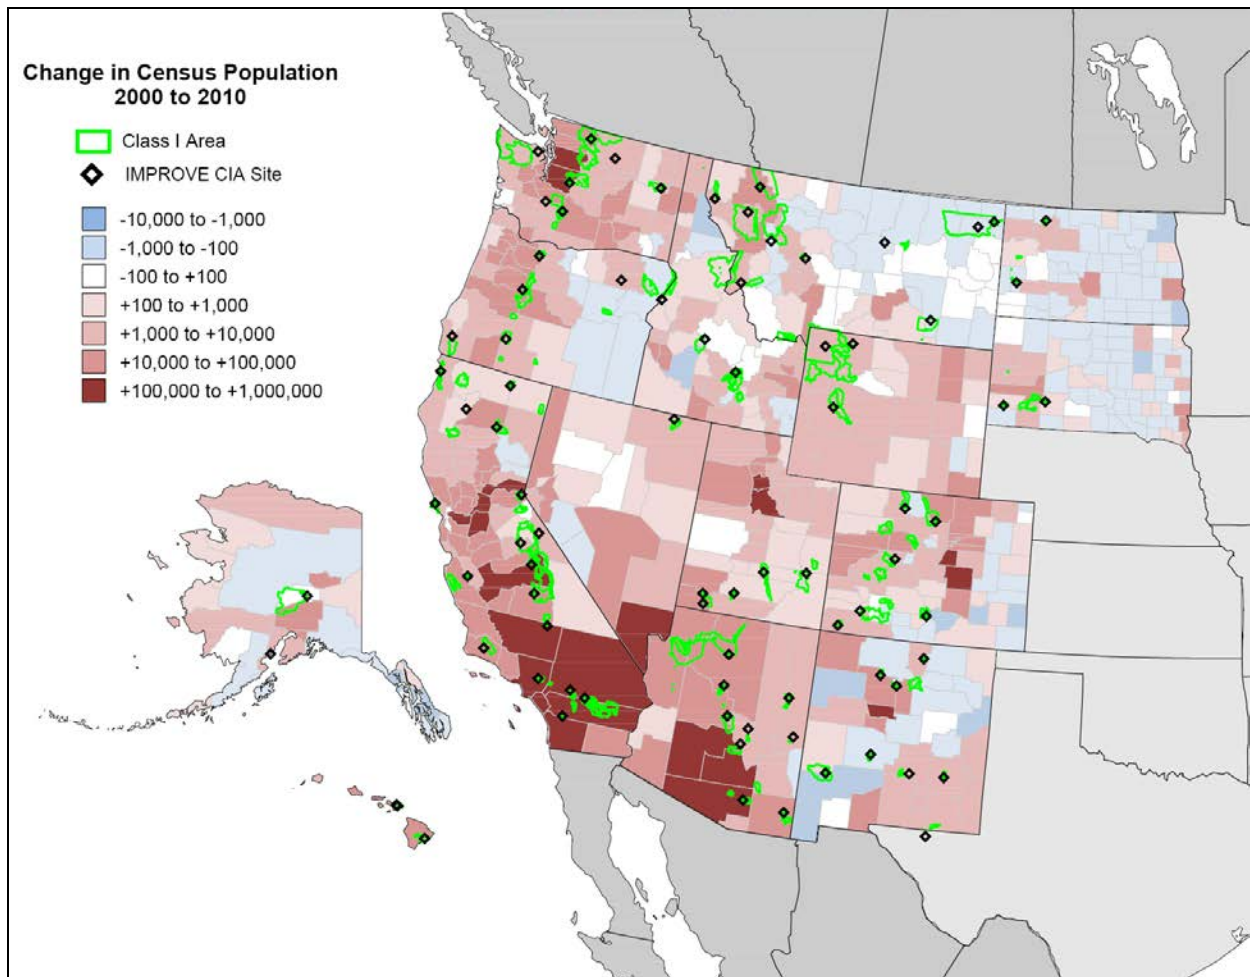 Change in Census Population
2000 to 2010
Class I Area
IMPROVE CIA Site
-10,000 to -1,000
-1,000 to -100
-100 to +100
+100 to +1,000
+1,000 to +10,000
+10,000 to +100,000
+100,000 to +1,000,000